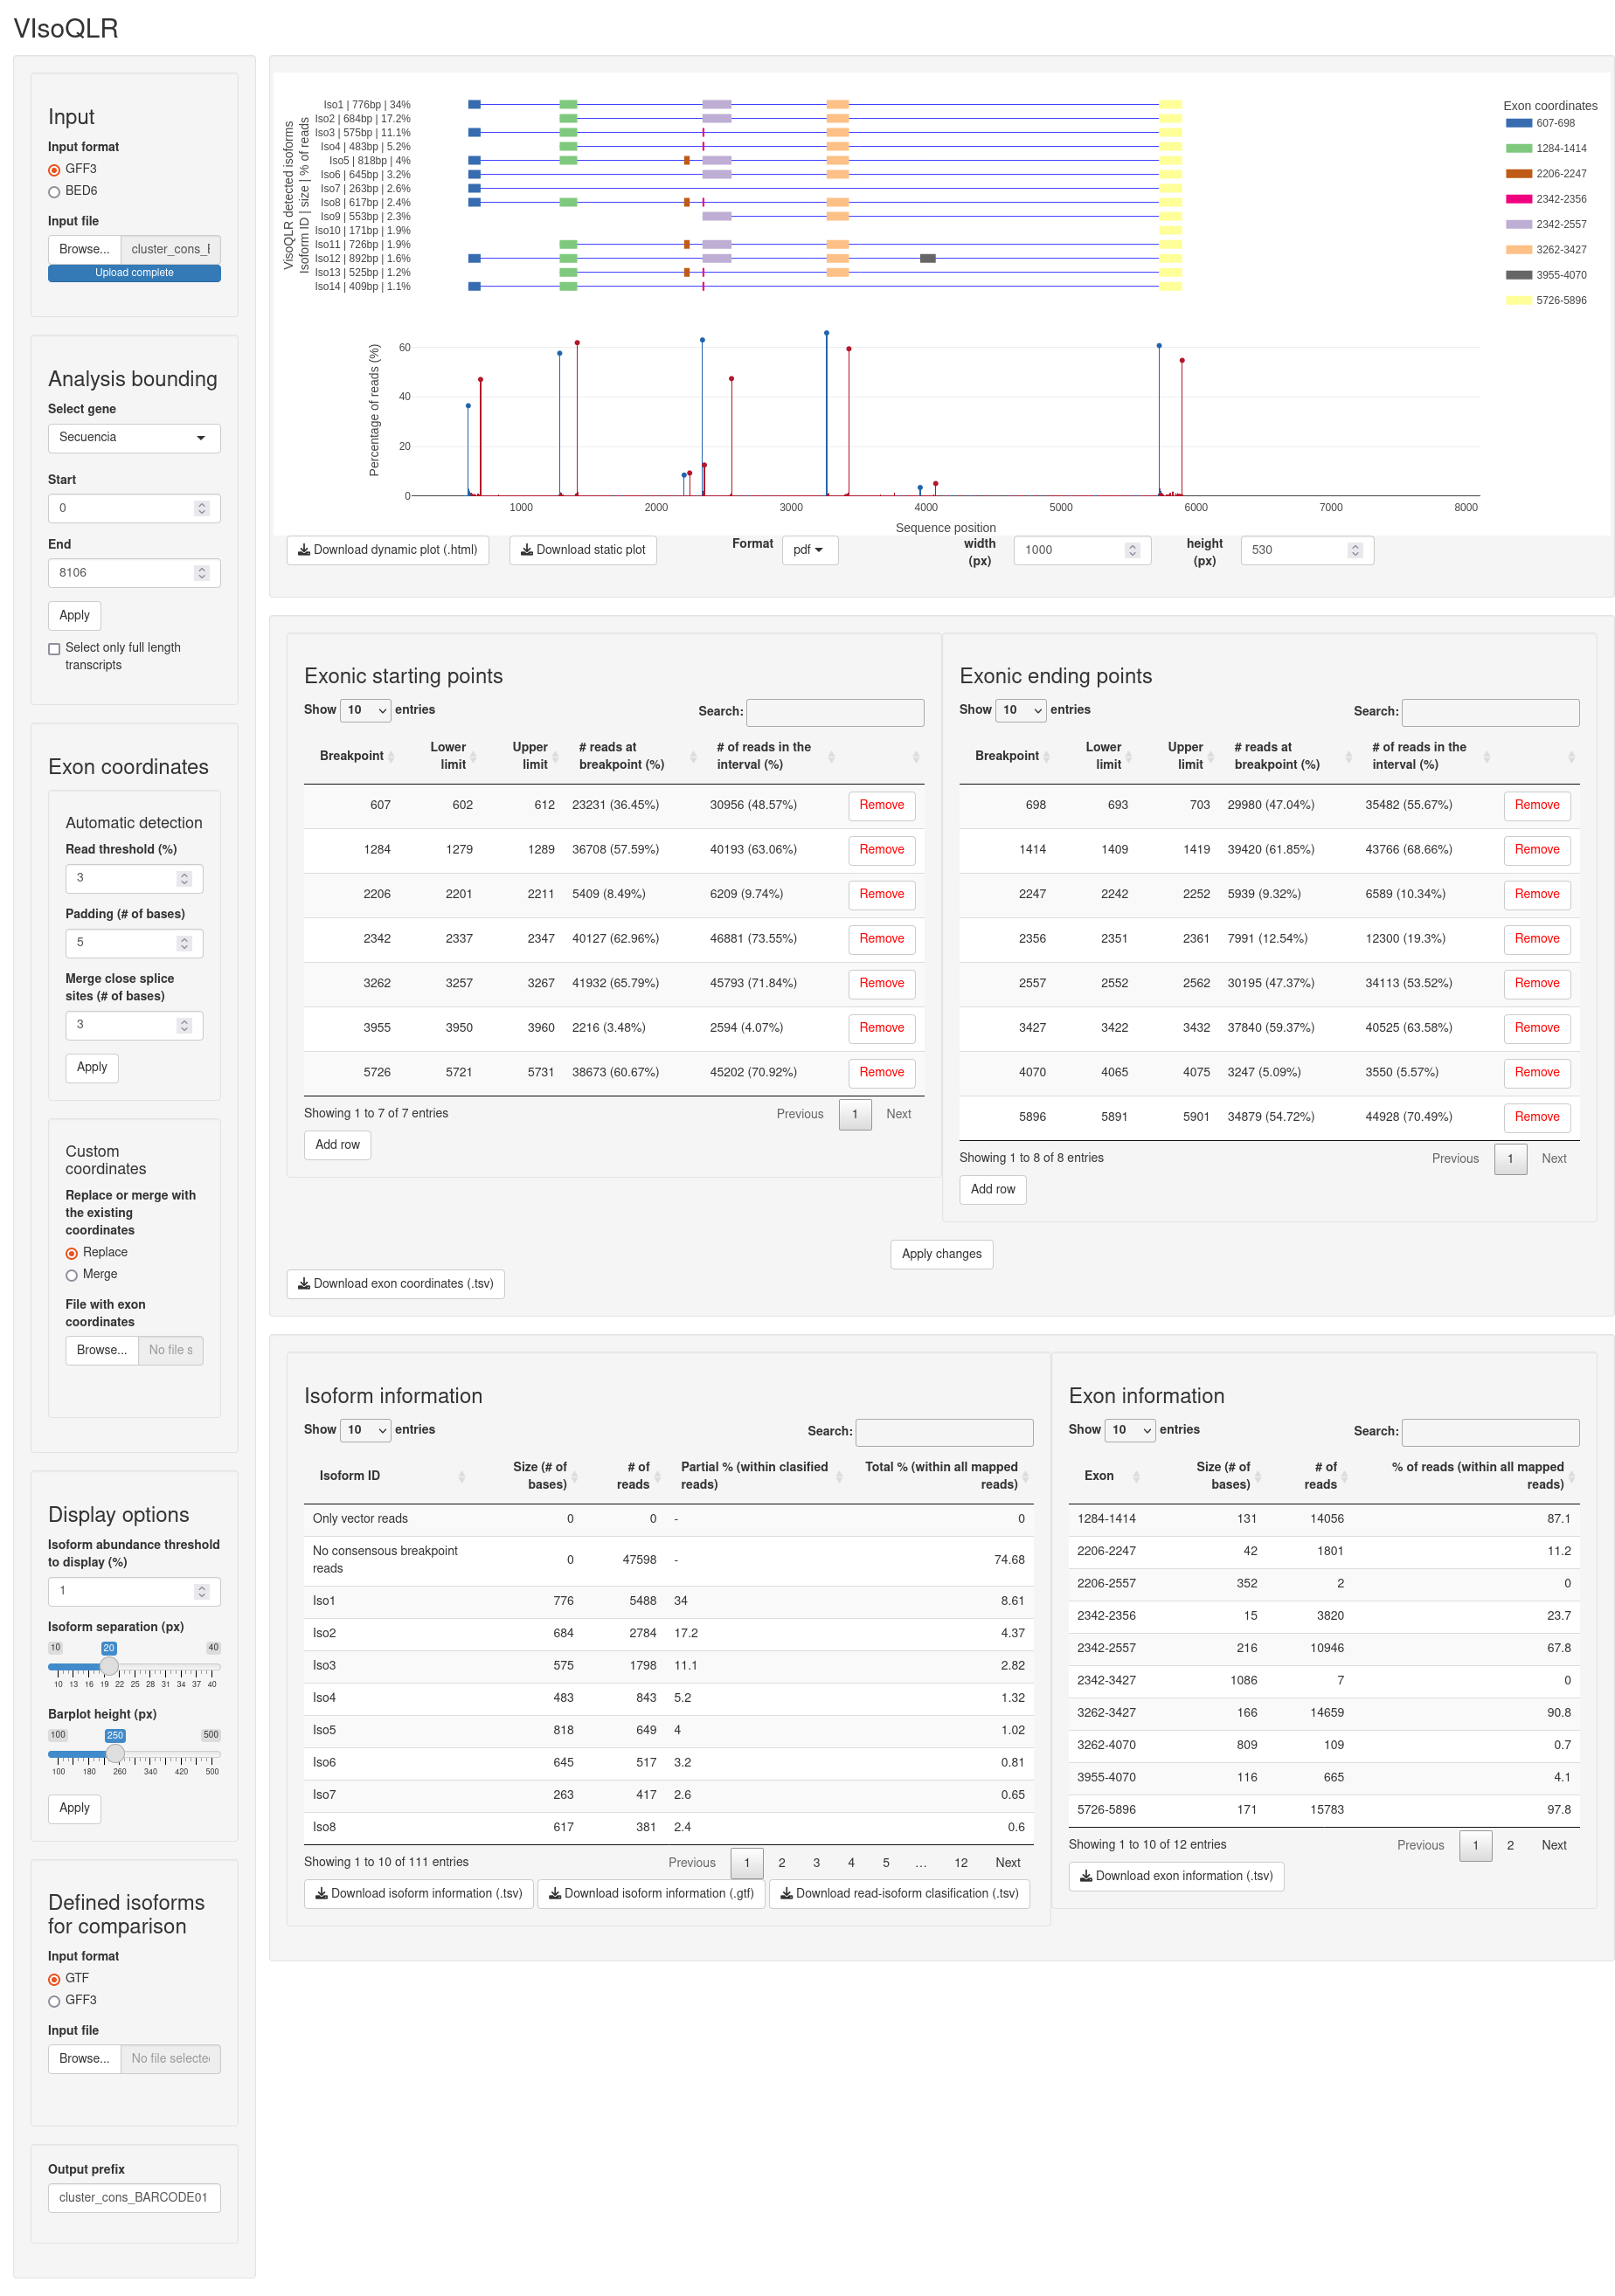 VIsoQLR
Input
Input format
GFF3
BED6
Input file
Browse... cluster_cons_
Upload complete
Analysis bounding
Select gene
Secuencia
Start
0
End
8106
Apply
Select only full length
transcripts
Exon coordinates
Automatic detection
Read threshold (%)
3
Padding (# of bases)
5
Merge close splice
sites (# of bases)
3
Apply
Custom
coordinates
Replace or merge with
the existing
coordinates
Replace
Merge
File with exon
coordinates
Browse... No file s
Display options
Isoform abundance threshold
to display (%)
1
Isoform separation (px)
10 20 40
10 13 16 19 22 25 28 31 34 37 40
Barplot height (px)
100 250 500
100 180 260 340 420 500
Apply
Defined isoforms
for comparison
Input format
GTF
GFF3
Input file
Browse... No file selected
Output prefix
cluster_cons_BARCODE01
VisoQLR detected isoforms
Isoform ID | size | % of reads
Iso1 | 776bp | 34%
Iso2 | 684bp | 17.2%
Iso3 | 575bp | 11.1%
Iso4 | 483bp | 5.2%
Iso5 | 818bp | 4%
Iso6 | 645bp | 3.2%
Iso7 | 263bp | 2.6%
Iso8 | 617bp | 2.4%
Iso9 | 553bp | 2.3%
Iso10 | 171bp | 1.9%
Iso11 | 726bp | 1.9%
Iso12 | 892bp | 1.6%
Iso13 | 525bp | 1.2%
Iso14 | 409bp | 1.1%
Exon coordinates
607-698
1284-1414
2206-2247
2342-2356
2342-2557
3262-3427
3955-4070
5726-5896
Percentage of reads (%)
60
40
20
0
1000 2000 3000 4000 5000 6000 7000 8000
Sequence position
Download dynamic plot (.html) Download static plot Format pdf width (px) 1000 height (px) 530
Exonic starting points
Show 10 entries Search:
Breakpoint Lower limit Upper limit # reads at breakpoint (%) # of reads in the interval (%)
607 602 612 23231 (36.45%) 30956 (48.57%) Remove
1284 1279 1289 36708 (57.59%) 40193 (63.06%) Remove
2206 2201 2211 5409 (8.49%) 6209 (9.74%) Remove
2342 2337 2347 40127 (62.96%) 46881 (73.55%) Remove
3262 3257 3267 41932 (65.79%) 45793 (71.84%) Remove
3955 3950 3960 2216 (3.48%) 2594 (4.07%) Remove
5726 5721 5731 38673 (60.67%) 45202 (70.92%) Remove
Showing 1 to 7 of 7 entries Previous 1 Next
Add row
Exonic ending points
Show 10 entries Search:
Breakpoint Lower limit Upper limit # reads at breakpoint (%) # of reads in the interval (%)
698 693 703 29980 (47.04%) 35482 (55.67%) Remove
1414 1409 1419 39420 (61.85%) 43766 (68.66%) Remove
2247 2242 2252 5939 (9.32%) 6589 (10.34%) Remove
2356 2351 2361 7991 (12.54%) 12300 (19.3%) Remove
2557 2552 2562 30195 (47.37%) 34113 (53.52%) Remove
3427 3422 3432 37840 (59.37%) 40525 (63.58%) Remove
4070 4065 4075 3247 (5.09%) 3550 (5.57%) Remove
5896 5891 5901 34879 (54.72%) 44928 (70.49%) Remove
Showing 1 to 8 of 8 entries Previous 1 Next
Add row
Apply changes
Download exon coordinates (.tsv)
Isoform information
Show 10 entries Search:
Isoform ID Size (# of bases) # of reads Partial % (within clasified reads) Total % (within all mapped reads)
Only vector reads 0 0 - 0
No consensous breakpoint reads 0 47598 - 74.68
Iso1 776 5488 34 8.61
Iso2 684 2784 17.2 4.37
Iso3 575 1798 11.1 2.82
Iso4 483 843 5.2 1.32
Iso5 818 649 4 1.02
Iso6 645 517 3.2 0.81
Iso7 263 417 2.6 0.65
Iso8 617 381 2.4 0.6
Showing 1 to 10 of 111 entries Previous 1 2 3 4 5 ... 12 Next
Download isoform information (.tsv) Download isoform information (.gtf) Download read-isoform clasification (.tsv)
Exon information
Show 10 entries Search:
Exon Size (# of bases) # of reads % of reads (within all mapped reads)
1284-1414 131 14056 87.1
2206-2247 42 1801 11.2
2206-2557 352 2 0
2342-2356 15 3820 23.7
2342-2557 216 10946 67.8
2342-3427 1086 7 0
3262-3427 166 14659 90.8
3262-4070 809 109 0.7
3955-4070 116 665 4.1
5726-5896 171 15783 97.8
Showing 1 to 10 of 12 entries Previous 1 2 Next
Download exon information (.tsv)